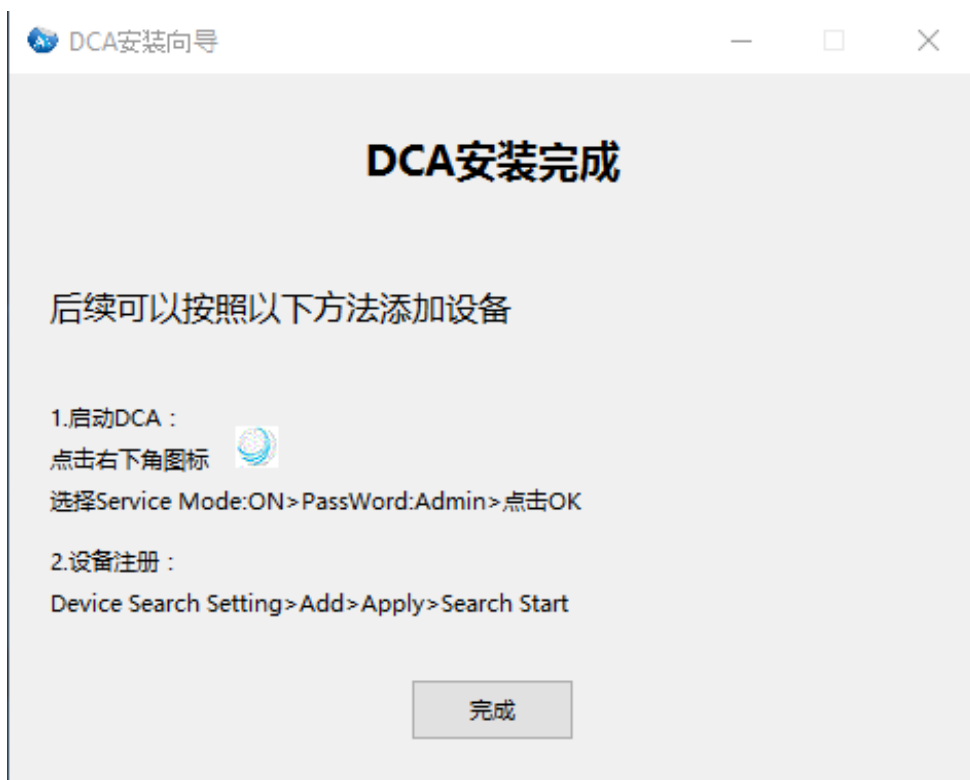 DCA安装向导
DCA安装完成
后续可以按照以下方法添加设备
1.启动DCA：
点击右下角图标
选择Service Mode:ON>PassWord:Admin>点击OK
2.设备注册：
Device Search Setting>Add>Apply>Search Start
完成